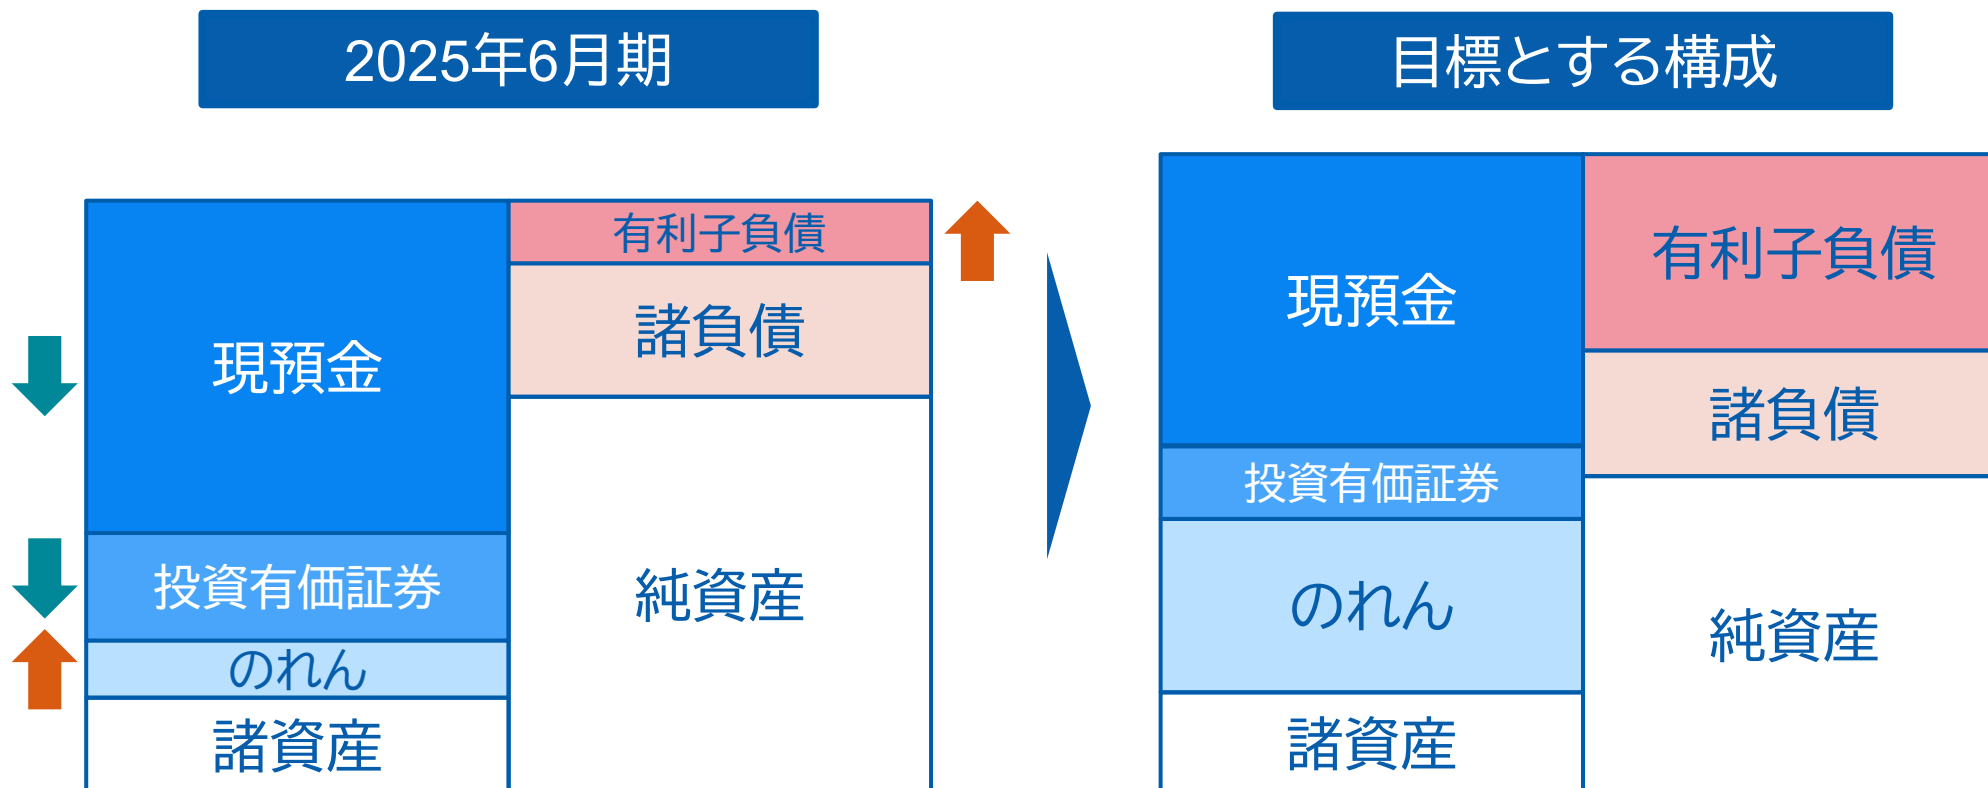 2025年6月期
現預金
投資有価証券
のれん
諸資産
有利子負債
諸負債
純資産
目標とする構成
現預金
投資有価証券
のれん
諸資産
有利子負債
諸負債
純資産